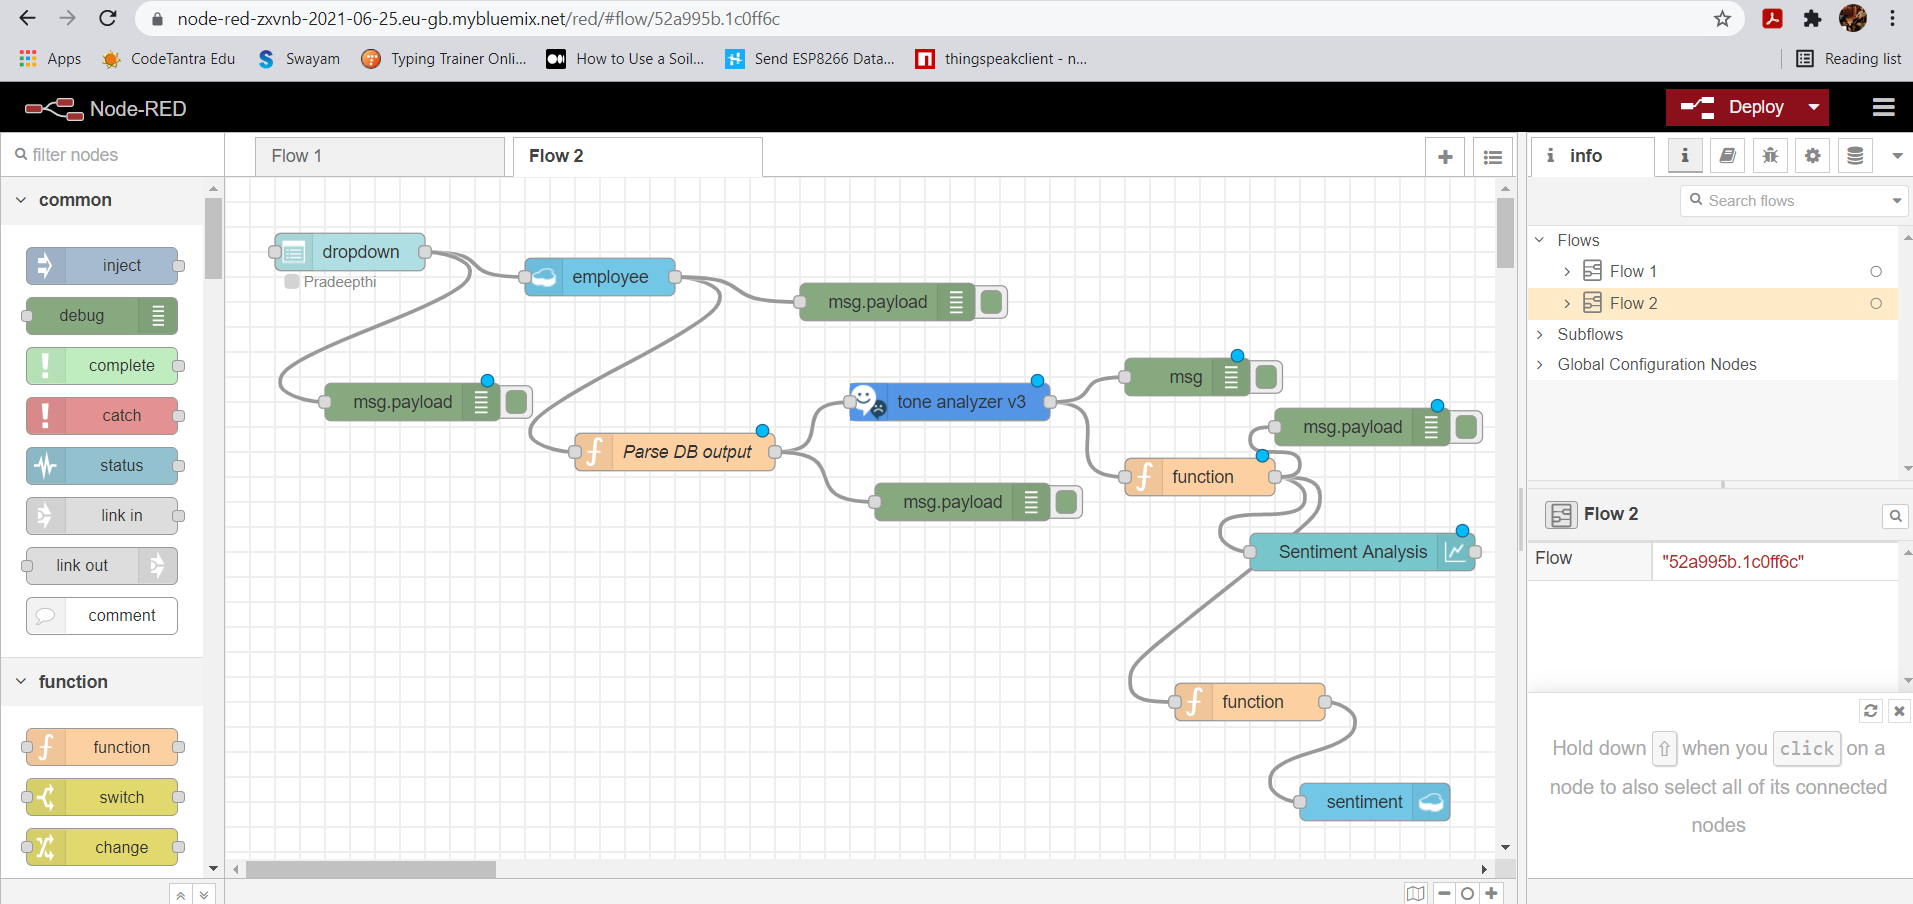 node-red-zxvnb-2021-06-25.eu-gb.mybluemix.net/red/#flow/52a995b.1c0ff6c
Apps CodeTantra Edu Swayam Typing Trainer Onli... How to Use a Soil... Send ESP8266 Data... thingspeakclient - n... Reading list
Node-RED Deploy
filter nodes
Flow 1 Flow 2
info
common
inject
debug
complete
catch
status
link in
link out
comment
function
function
switch
change
dropdown
Pradeepthi
employee
msg.payload
msg.payload
Parse DB output
tone analyzer v3
msg.payload
msg
msg.payload
function
Sentiment Analysis
function
sentiment
Search flows
Flows
Flow 1
Flow 2
Subflows
Global Configuration Nodes
Flow 2
Flow "52a995b.1c0ff6c"
Hold down ⇧ when you click on a
node to also select all of its connected
nodes